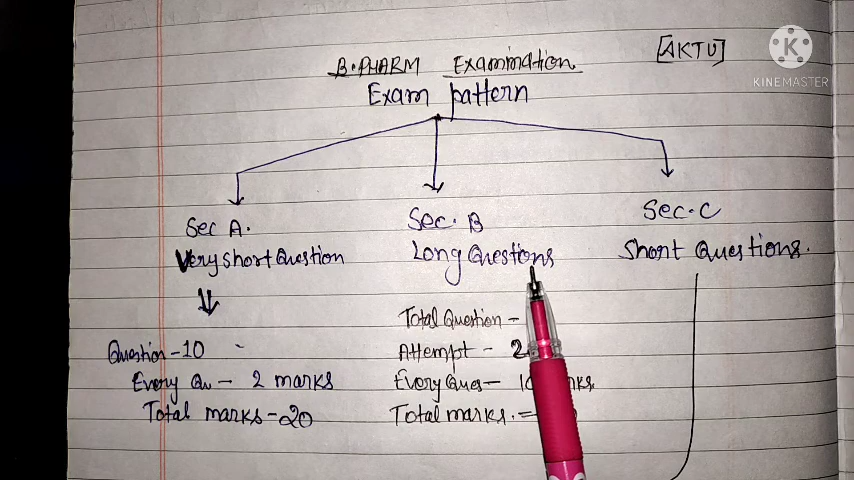 B.PHARM Examination [AKTU]
Exam pattern
Sec A.
Very Short Question
Question - 10
Every Qu - 2 marks
Total marks - 20
Sec. B
Long Questions
Total Question -
Attempt - 2
Every Ques -
Total marks. =
Sec. C
Short Questions.
K
KINEMASTER